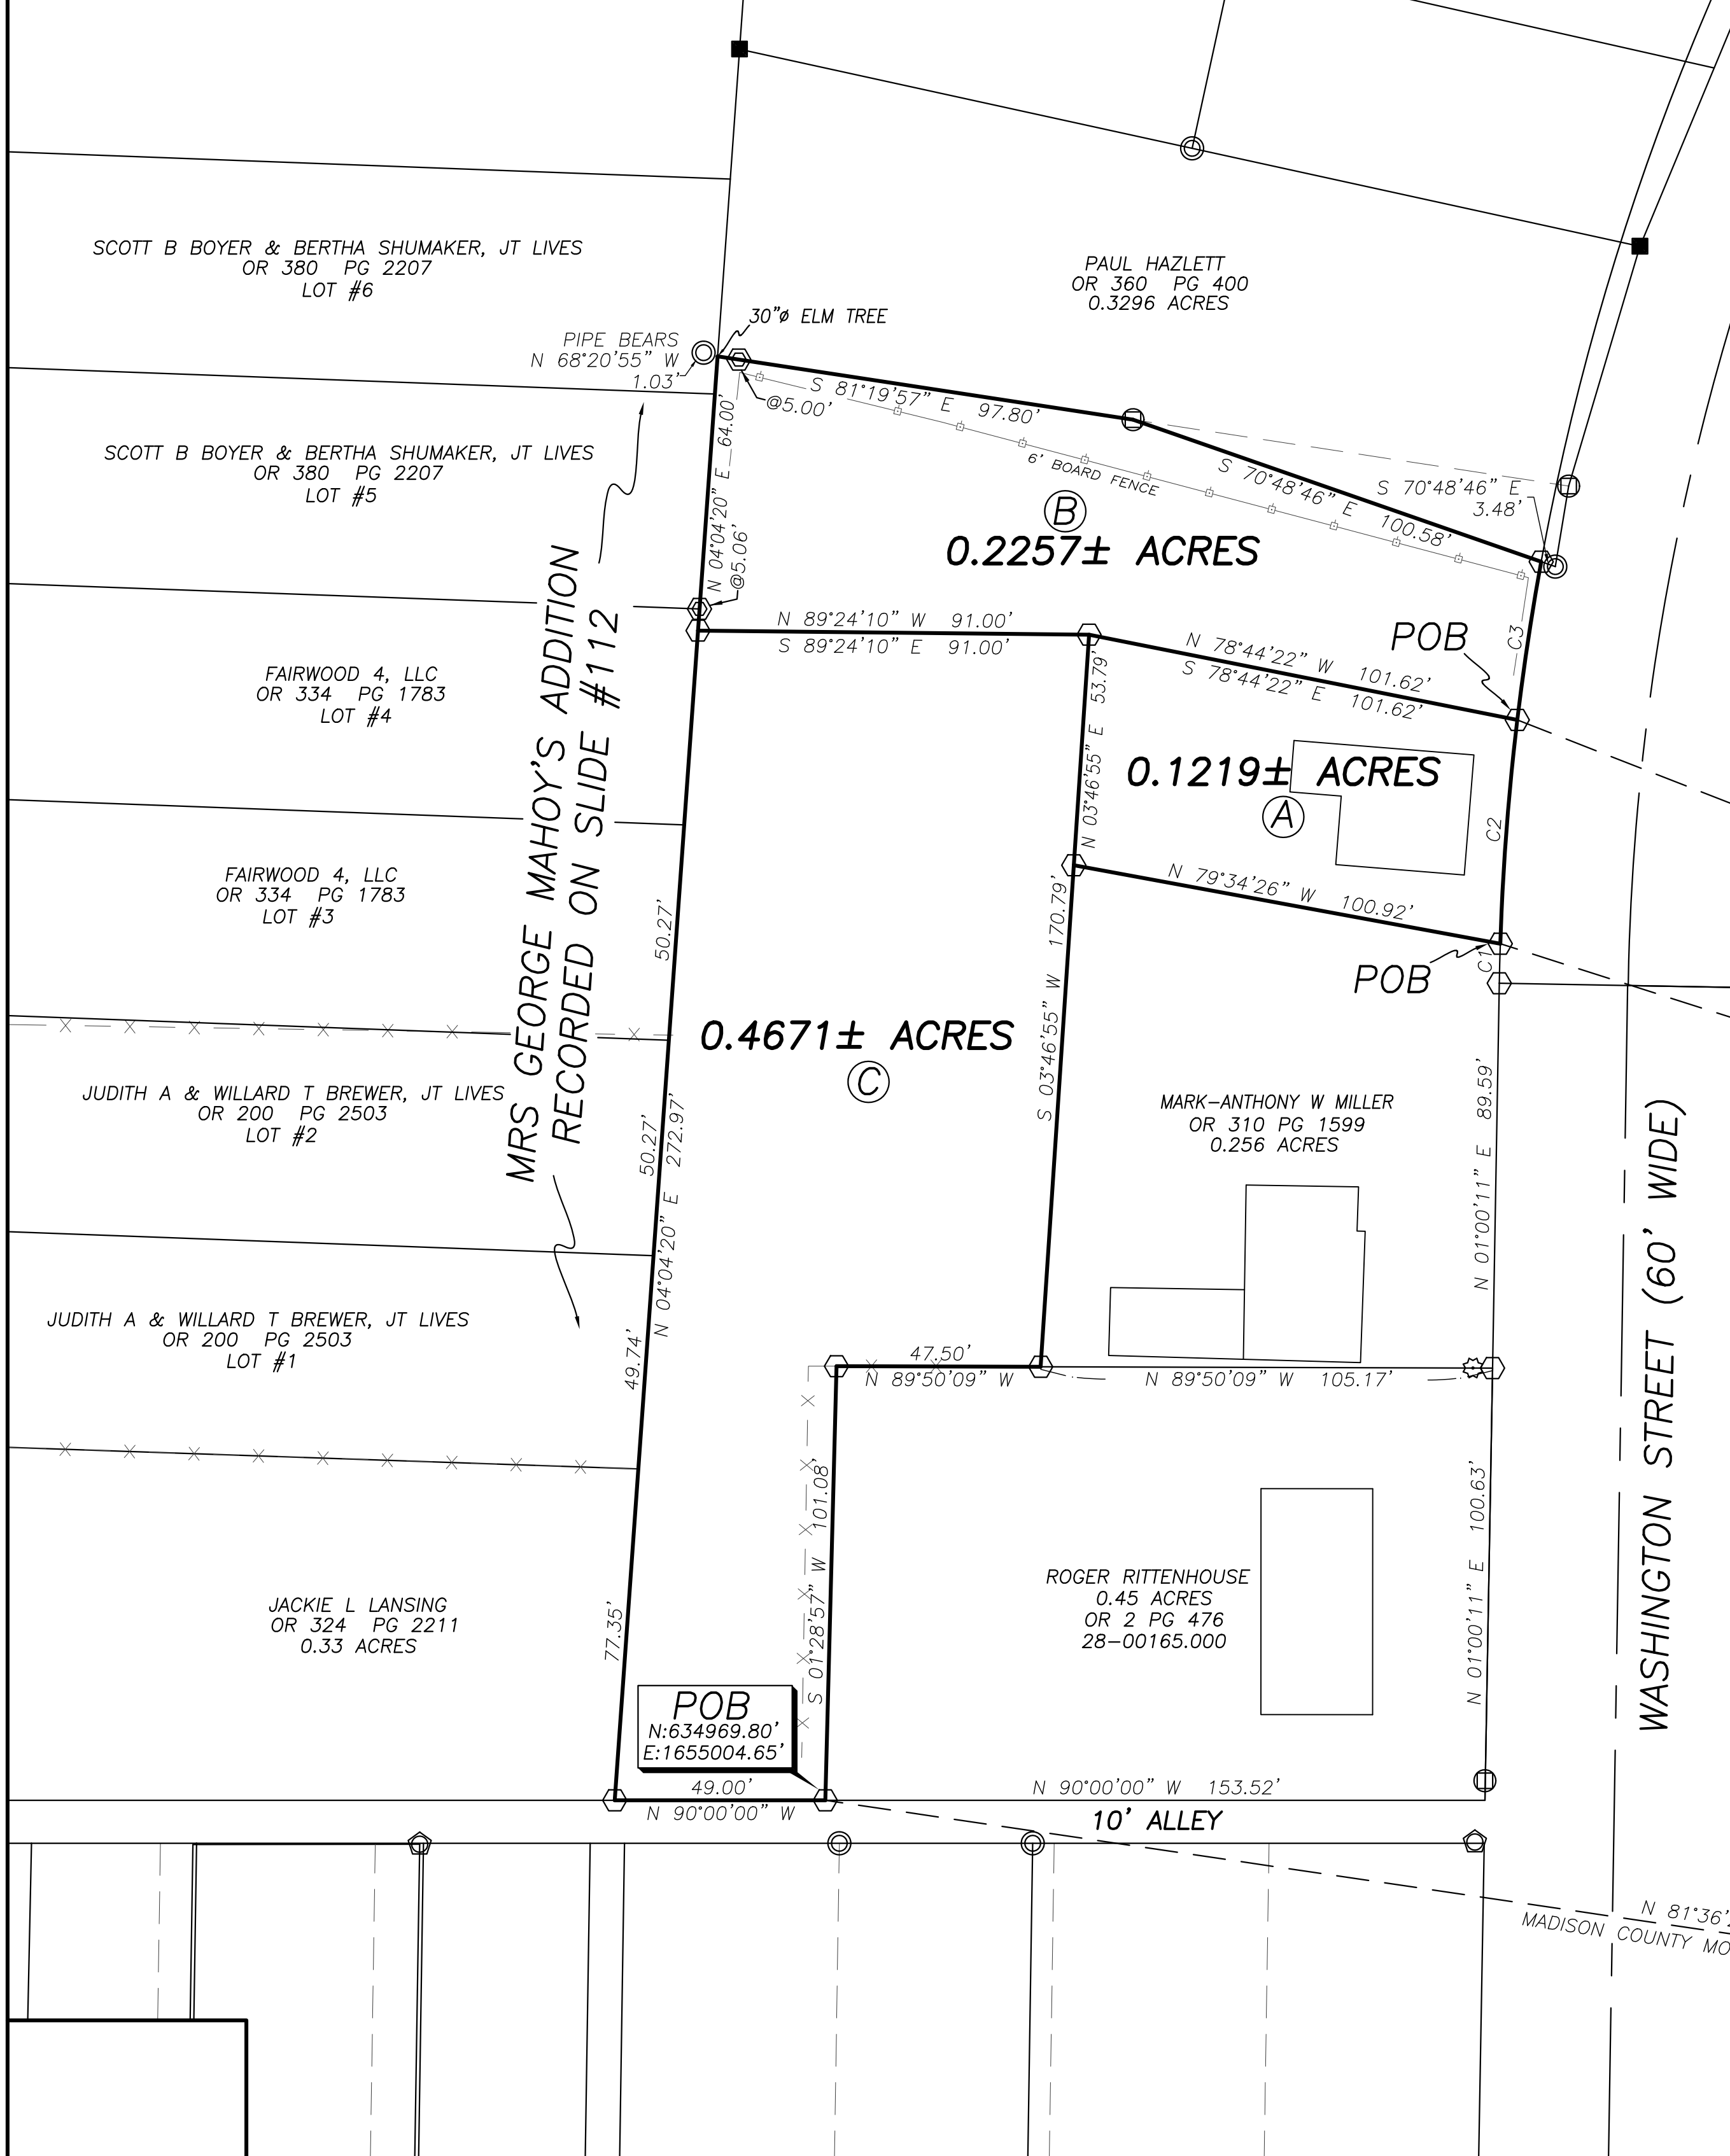 SCOTT B BOYER & BERTHA SHUMAKER, JT LIVES
OR 380 PG 2207
LOT #6
PAUL HAZLETT
OR 360 PG 400
0.3296 ACRES
30"ø ELM TREE
PIPE BEARS
N 68°20'55" W
1.03'
@5.00'
S 81°19'57" E 97.80'
6' BOARD FENCE
S 70°48'46" E 100.58'
S 70°48'46" E
3.48'
SCOTT B BOYER & BERTHA SHUMAKER, JT LIVES
OR 380 PG 2207
LOT #5
N 04°04'20" E 64.00'
@5.06'
B
0.2257± ACRES
N 89°24'10" W 91.00'
S 89°24'10" E 91.00'
N 78°44'22" W 101.62'
S 78°44'22" E 101.62'
POB
C3
FAIRWOOD 4, LLC
OR 334 PG 1783
LOT #4
MRS GEORGE MAHOY'S ADDITION
RECORDED ON SLIDE #112
N 03°46'55" E 53.79'
0.1219± ACRES
A
C2
FAIRWOOD 4, LLC
OR 334 PG 1783
LOT #3
50.27'
N 79°34'26" W 100.92'
POB
C1
0.4671± ACRES
C
S 03°46'55" W 170.79'
JUDITH A & WILLARD T BREWER, JT LIVES
OR 200 PG 2503
LOT #2
50.27'
N 04°04'20" E 272.97'
MARK-ANTHONY W MILLER
OR 310 PG 1599
0.256 ACRES
N 01°00'11" E 89.59'
WASHINGTON STREET (60' WIDE)
JUDITH A & WILLARD T BREWER, JT LIVES
OR 200 PG 2503
LOT #1
49.74'
47.50'
N 89°50'09" W
N 89°50'09" W 105.17'
S 01°28'57" W 101.08'
N 01°00'11" E 100.63'
JACKIE L LANSING
OR 324 PG 2211
0.33 ACRES
77.35'
ROGER RITTENHOUSE
0.45 ACRES
OR 2 PG 476
28-00165.000
POB
N:634969.80'
E:1655004.65'
49.00'
N 90°00'00" W
N 90°00'00" W 153.52'
10' ALLEY
N 81°36'
MADISON COUNTY MO